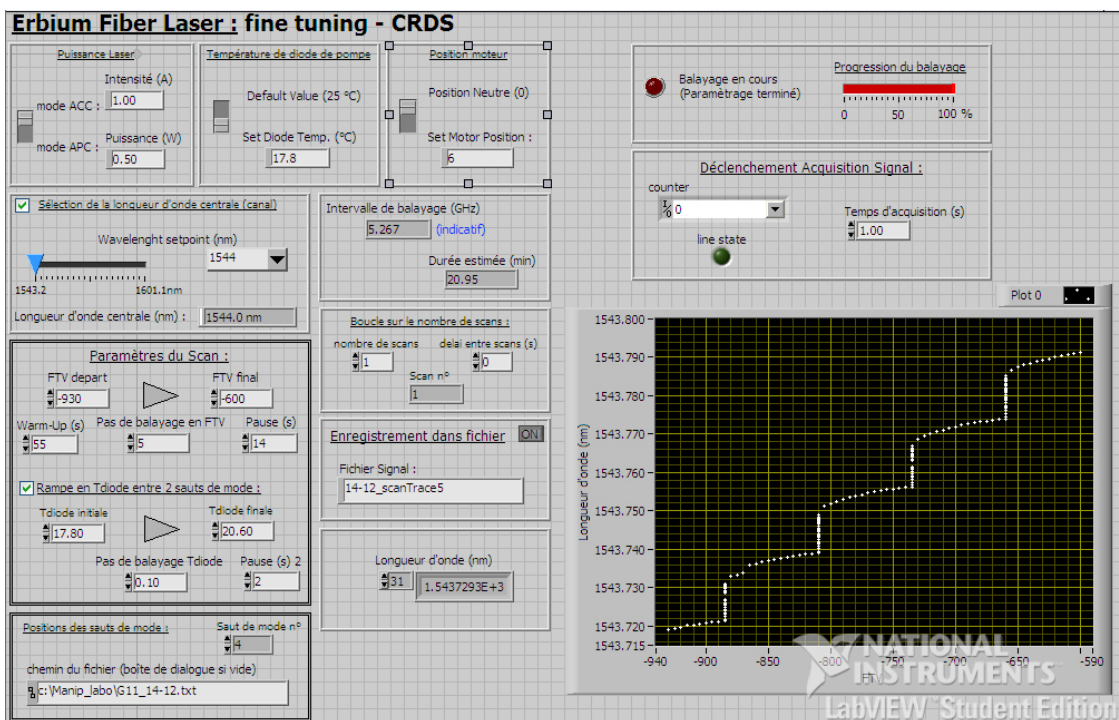 Erbium Fiber Laser : fine tuning - CRDS
Puissance Laser
Intensité (A)
mode ACC :
1.00
Puissance (W)
mode APC :
0.50
Température de diode de pompe
Default Value (25 °C)
Set Diode Temp. (°C)
17.8
Position moteur
Position Neutre (0)
Set Motor Position :
6
Balayage en cours
(Paramètrage terminé)
Progression du balayage
0 50 100 %
Déclenchement Acquisition Signal :
counter
I/O 0
line state
Temps d'acquisition (s)
1.00
Sélection de la longueur d'onde centrale (canal)
Wavelenght setpoint (nm)
1544
1543.2 1601.1nm
Longueur d'onde centrale (nm) : 1544.0 nm
Intervalle de balayage (GHz)
5.267 (indicatif)
Durée estimée (min)
20.95
Boucle sur le nombre de scans :
nombre de scans délai entre scans (s)
1 0
Scan n°
1
Paramètres du Scan :
FTV depart FTV final
-930 -600
Warm-Up (s) Pas de balayage en FTV Pause (s)
55 5 14
Rampe en Tdiode entre 2 sauts de mode :
Tdiode initiale Tdiode finale
17.80 20.60
Pas de balayage Tdiode Pause (s) 2
0.10 2
Enregistrement dans fichier ON
Fichier Signal :
14-12_scanTrace5
Longueur d'onde (nm)
31 1.5437293E+3
Positions des sauts de mode :
Saut de mode n°
4
chemin du fichier (boîte de dialogue si vide)
c:\Manip_labo\G11_14-12.txt
Plot 0
Longueur d'onde (nm)
1543.800
1543.790
1543.780
1543.770
1543.760
1543.750
1543.740
1543.730
1543.720
1543.715
-940 -900 -850 -800 -750 -700 -650 -590
FTV
NATIONAL
INSTRUMENTS
LabVIEW Student Edition